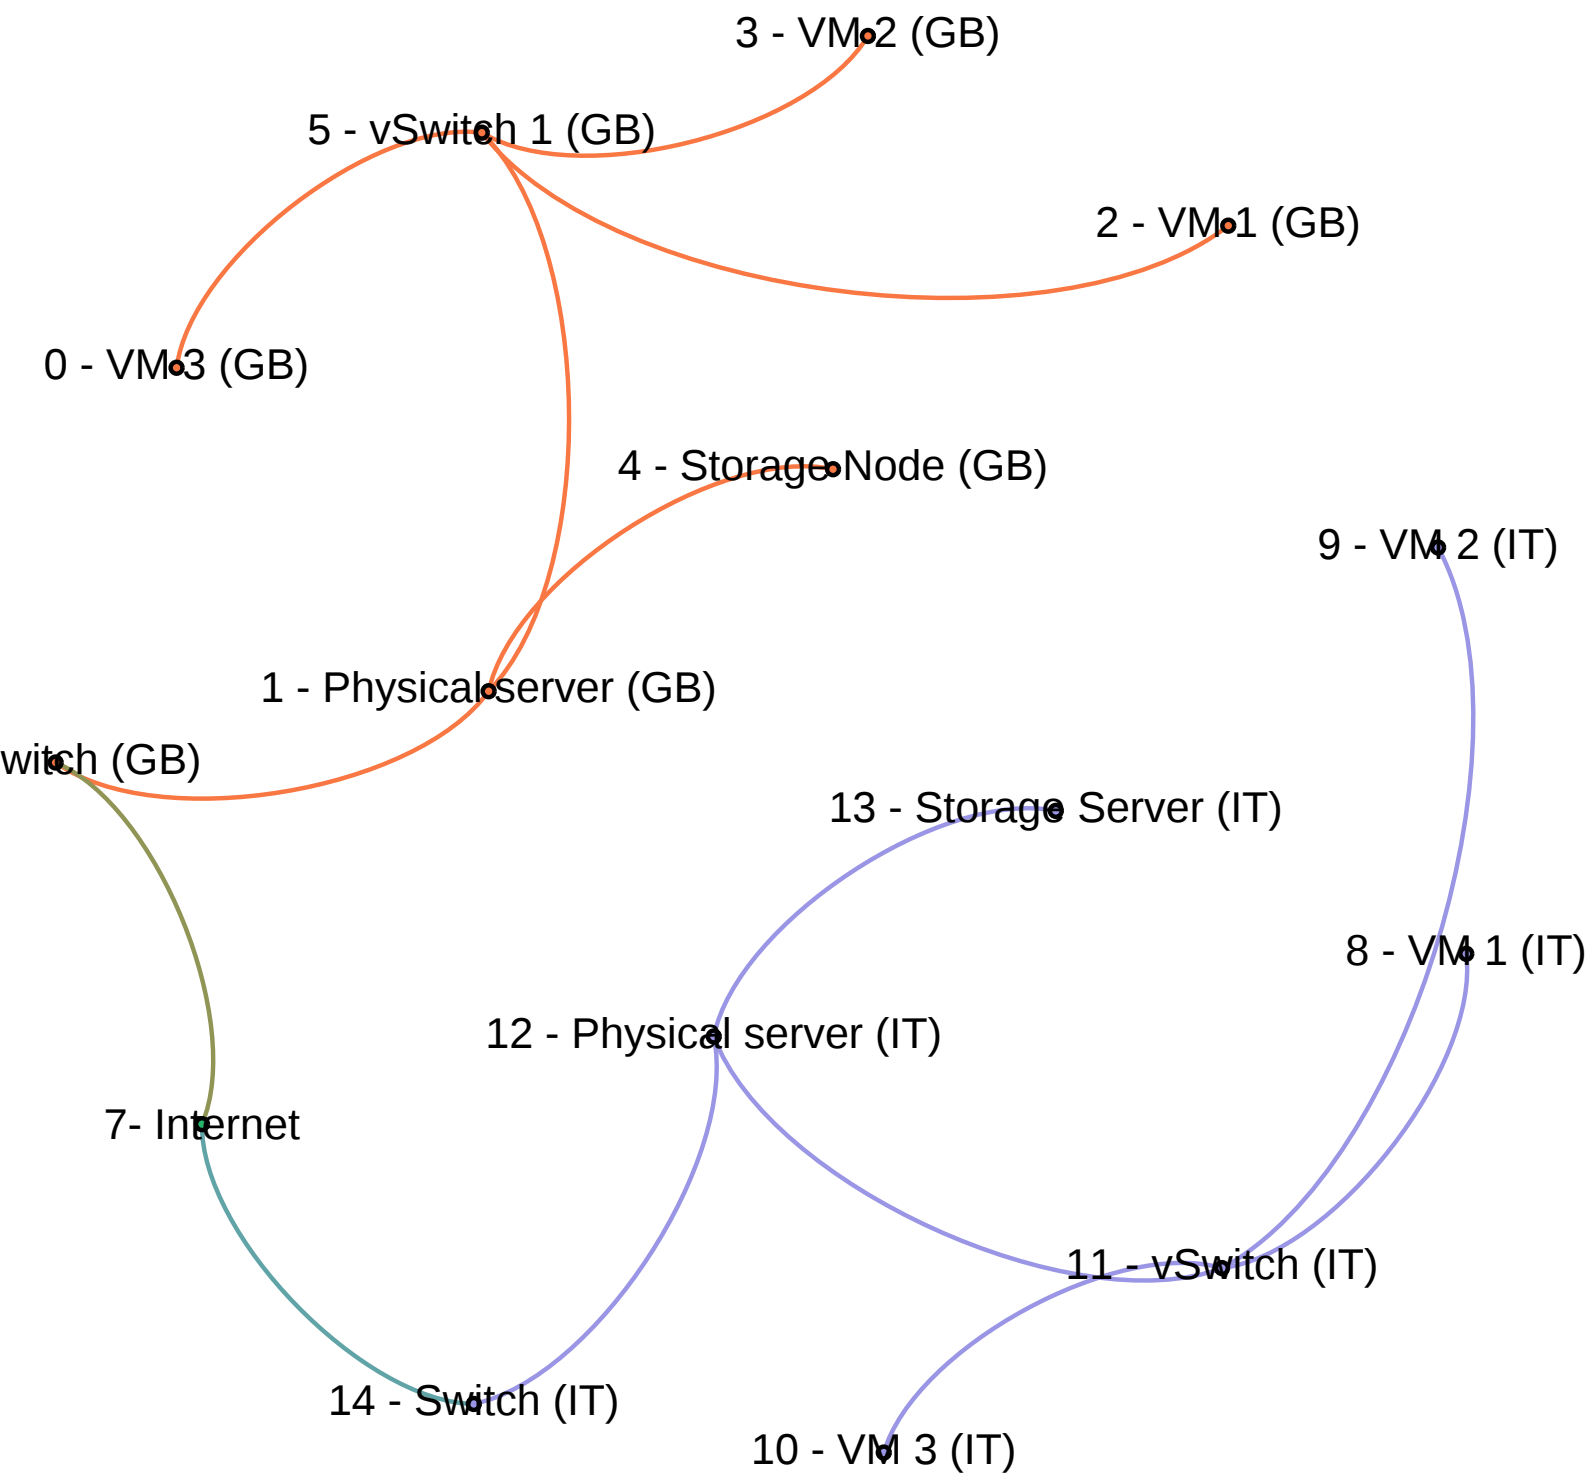 3 - VM 2 (GB)
5 - vSwitch 1 (GB)
2 - VM 1 (GB)
0 - VM 3 (GB)
4 - Storage Node (GB)
9 - VM 2 (IT)
1 - Physical server (GB)
witch (GB)
13 - Storage Server (IT)
8 - VM 1 (IT)
12 - Physical server (IT)
7- Internet
11 - vSwitch (IT)
14 - Switch (IT)
10 - VM 3 (IT)